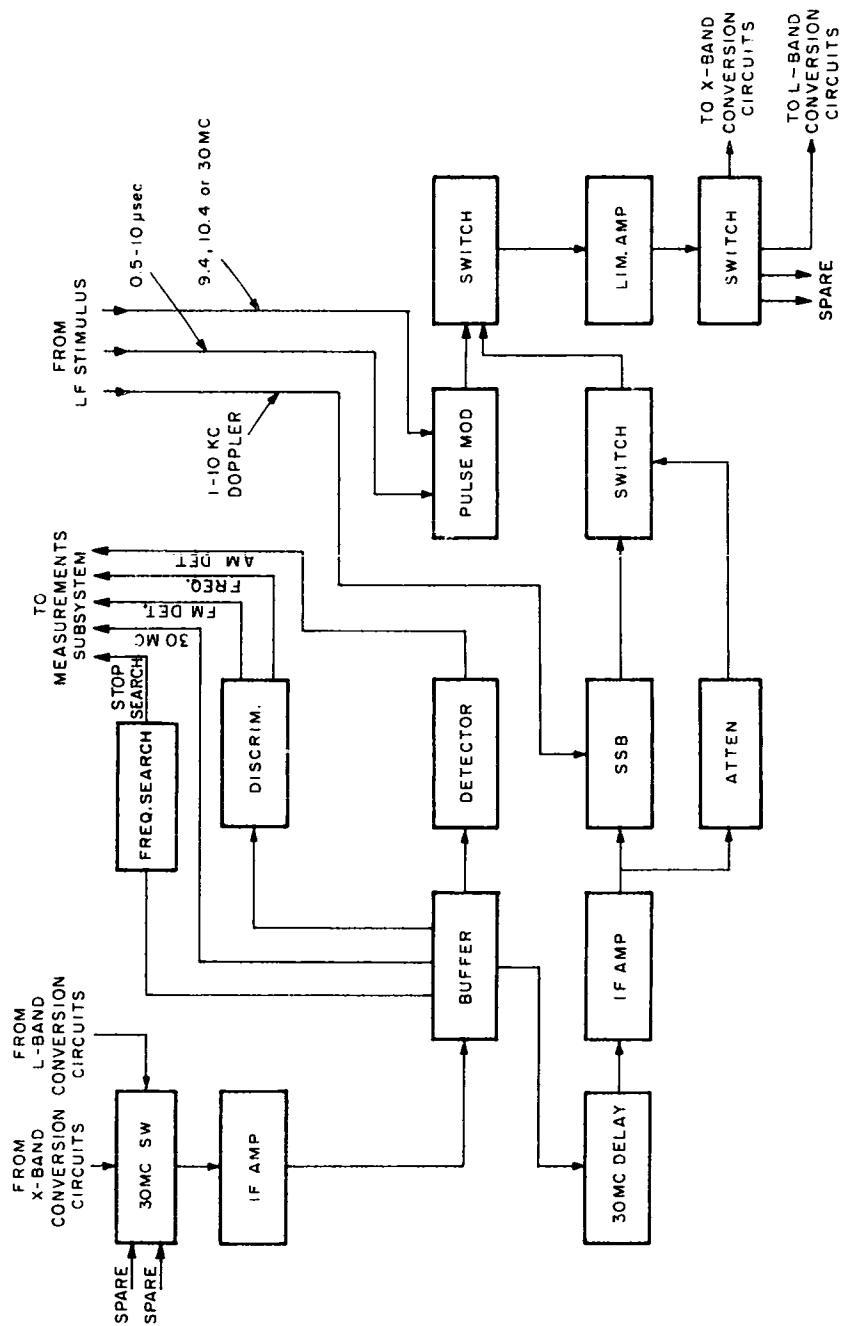 FROM
X-BAND
CONVERSION
CIRCUITS
FROM
L-BAND
CONVERSION
CIRCUITS
SPARE
SPARE
30MC SW
IF AMP
TO
MEASUREMENTS
SUBSYSTEM
STOP
SEARCH
30 MC
FM DET.
FREQ.
AM DET.
FREQ. SEARCH
DISCRIM.
FROM
LF STIMULUS
1-10 KC
DOPPLER
0.5-10 µsec
9.4, 10.4 or 30 MC
BUFFER
DETECTOR
PULSE MOD
SWITCH
30MC DELAY
IF AMP
SSB
SWITCH
LIM. AMP
ATTEN
SWITCH
SPARE
TO X-BAND
CONVERSION
CIRCUITS
TO L-BAND
CONVERSION
CIRCUITS